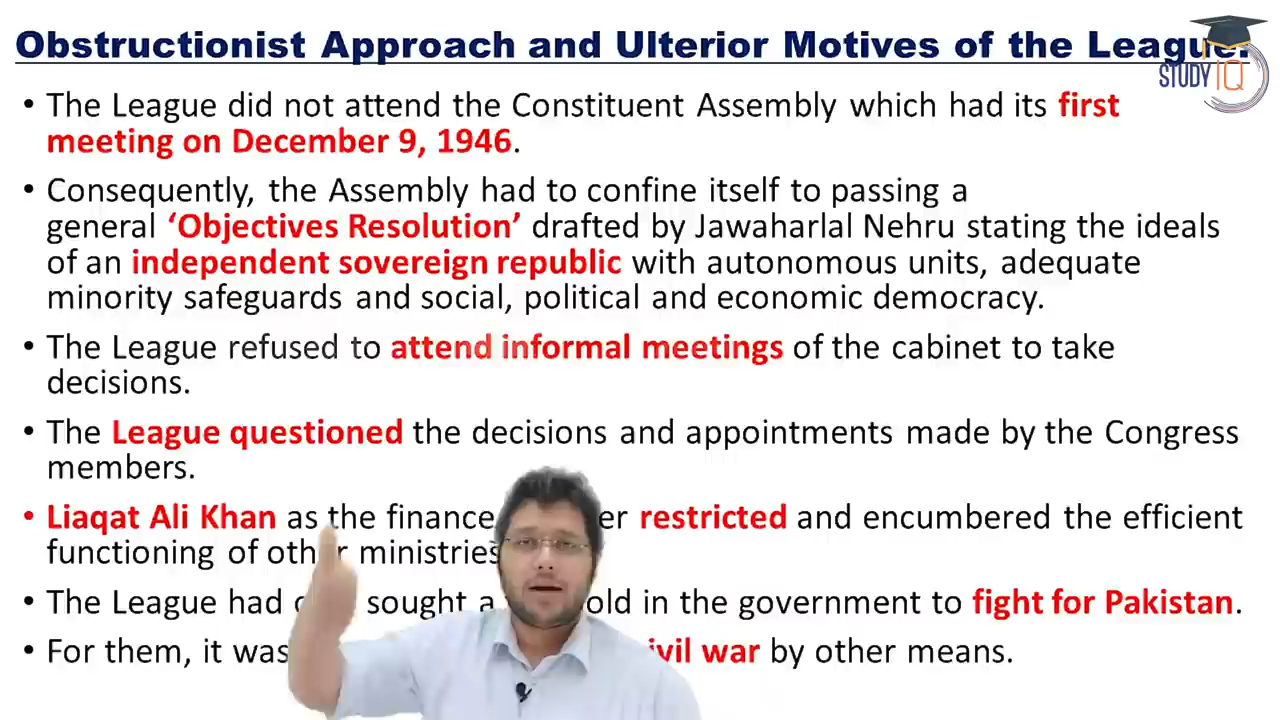 Obstructionist Approach and Ulterior Motives of the League:
STUDY IQ
• The League did not attend the Constituent Assembly which had its first
meeting on December 9, 1946.
• Consequently, the Assembly had to confine itself to passing a
general ‘Objectives Resolution’ drafted by Jawaharlal Nehru stating the ideals
of an independent sovereign republic with autonomous units, adequate
minority safeguards and social, political and economic democracy.
• The League refused to attend informal meetings of the cabinet to take
decisions.
• The League questioned the decisions and appointments made by the Congress
members.
• Liaqat Ali Khan as the finance restricted and encumbered the efficient
functioning of other ministries
• The League had sought a in the government to fight for Pakistan.
• For them, it was civil war by other means.